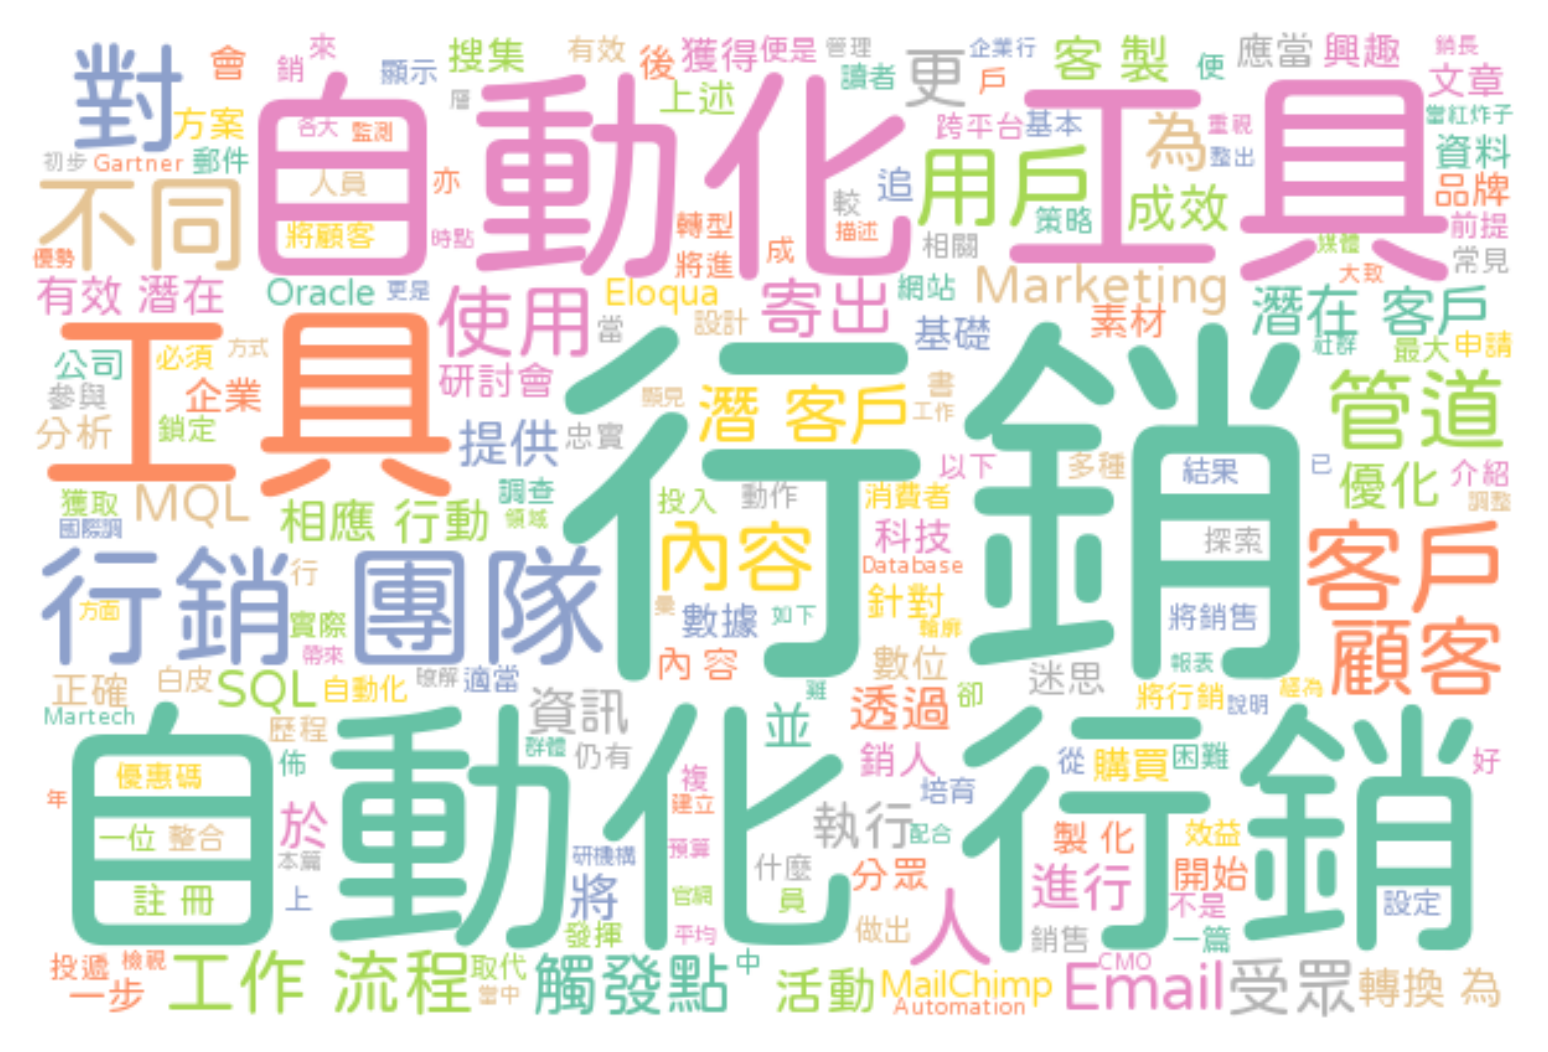 對
會
銷
來
顯示
搜集
有效
後
獲得
便是
管理
讀者
更
企業行
戶
客 製
便
應當
興趣
銷長
文章
方案
自動化 工具
各大
監測
人員
將顧客
層
上述
跨平台
基本
為
重視
整出
當紅炸子
資料
初步
Gartner
郵件
亦
不同
追
用戶
較
描述
策略
成效
品牌
前提
優勢
時點
轉型
成
將進
相關
媒體
大致
常見
有效 潛在
Oracle
更是
使用
當
Eloqua
設計
寄出
網站
Marketing
基礎
素材
潛在 客戶
社群
最大
申請
公司
必須
方式
參與
企業
工具
研討會
分析
鎖定
提供
忠實
顯見
潛 客戶
書
工作
行銷
管道
獲取
MQL
國際調
相應 行動
調查
領域
投入
動作
消費者
以下
多種
結果
已
優化
介紹
調整
科技
探索
內容
Database
客戶
行銷 團隊
行
方面
實際
帶來
彙
數據
如下
針對
輪廓
將銷售
顧客
內 容
數位
迷思
報表
正確
白皮
SQL
自動化
瞭解
適當
資訊
雖
透過
卻
將行銷
經為
說明
Martech
歷程
群體
仍有
並
自動化 行銷
優惠碼
佈
年
一位
整合
於
本篇
註 冊
上
複
建立
銷人
從
購買
困難
好
培育
執行
配合
製 化
效益
研機構
預算
什麼
分眾
進行
開始
將
官網
員
人
不是
設定
發揮
平均
做出
銷售
一篇
投遞
檢視
一步
工作 流程
取代
當中
觸發點
中
活動
MailChimp
Automation
CMO
Email
受眾
轉換 為